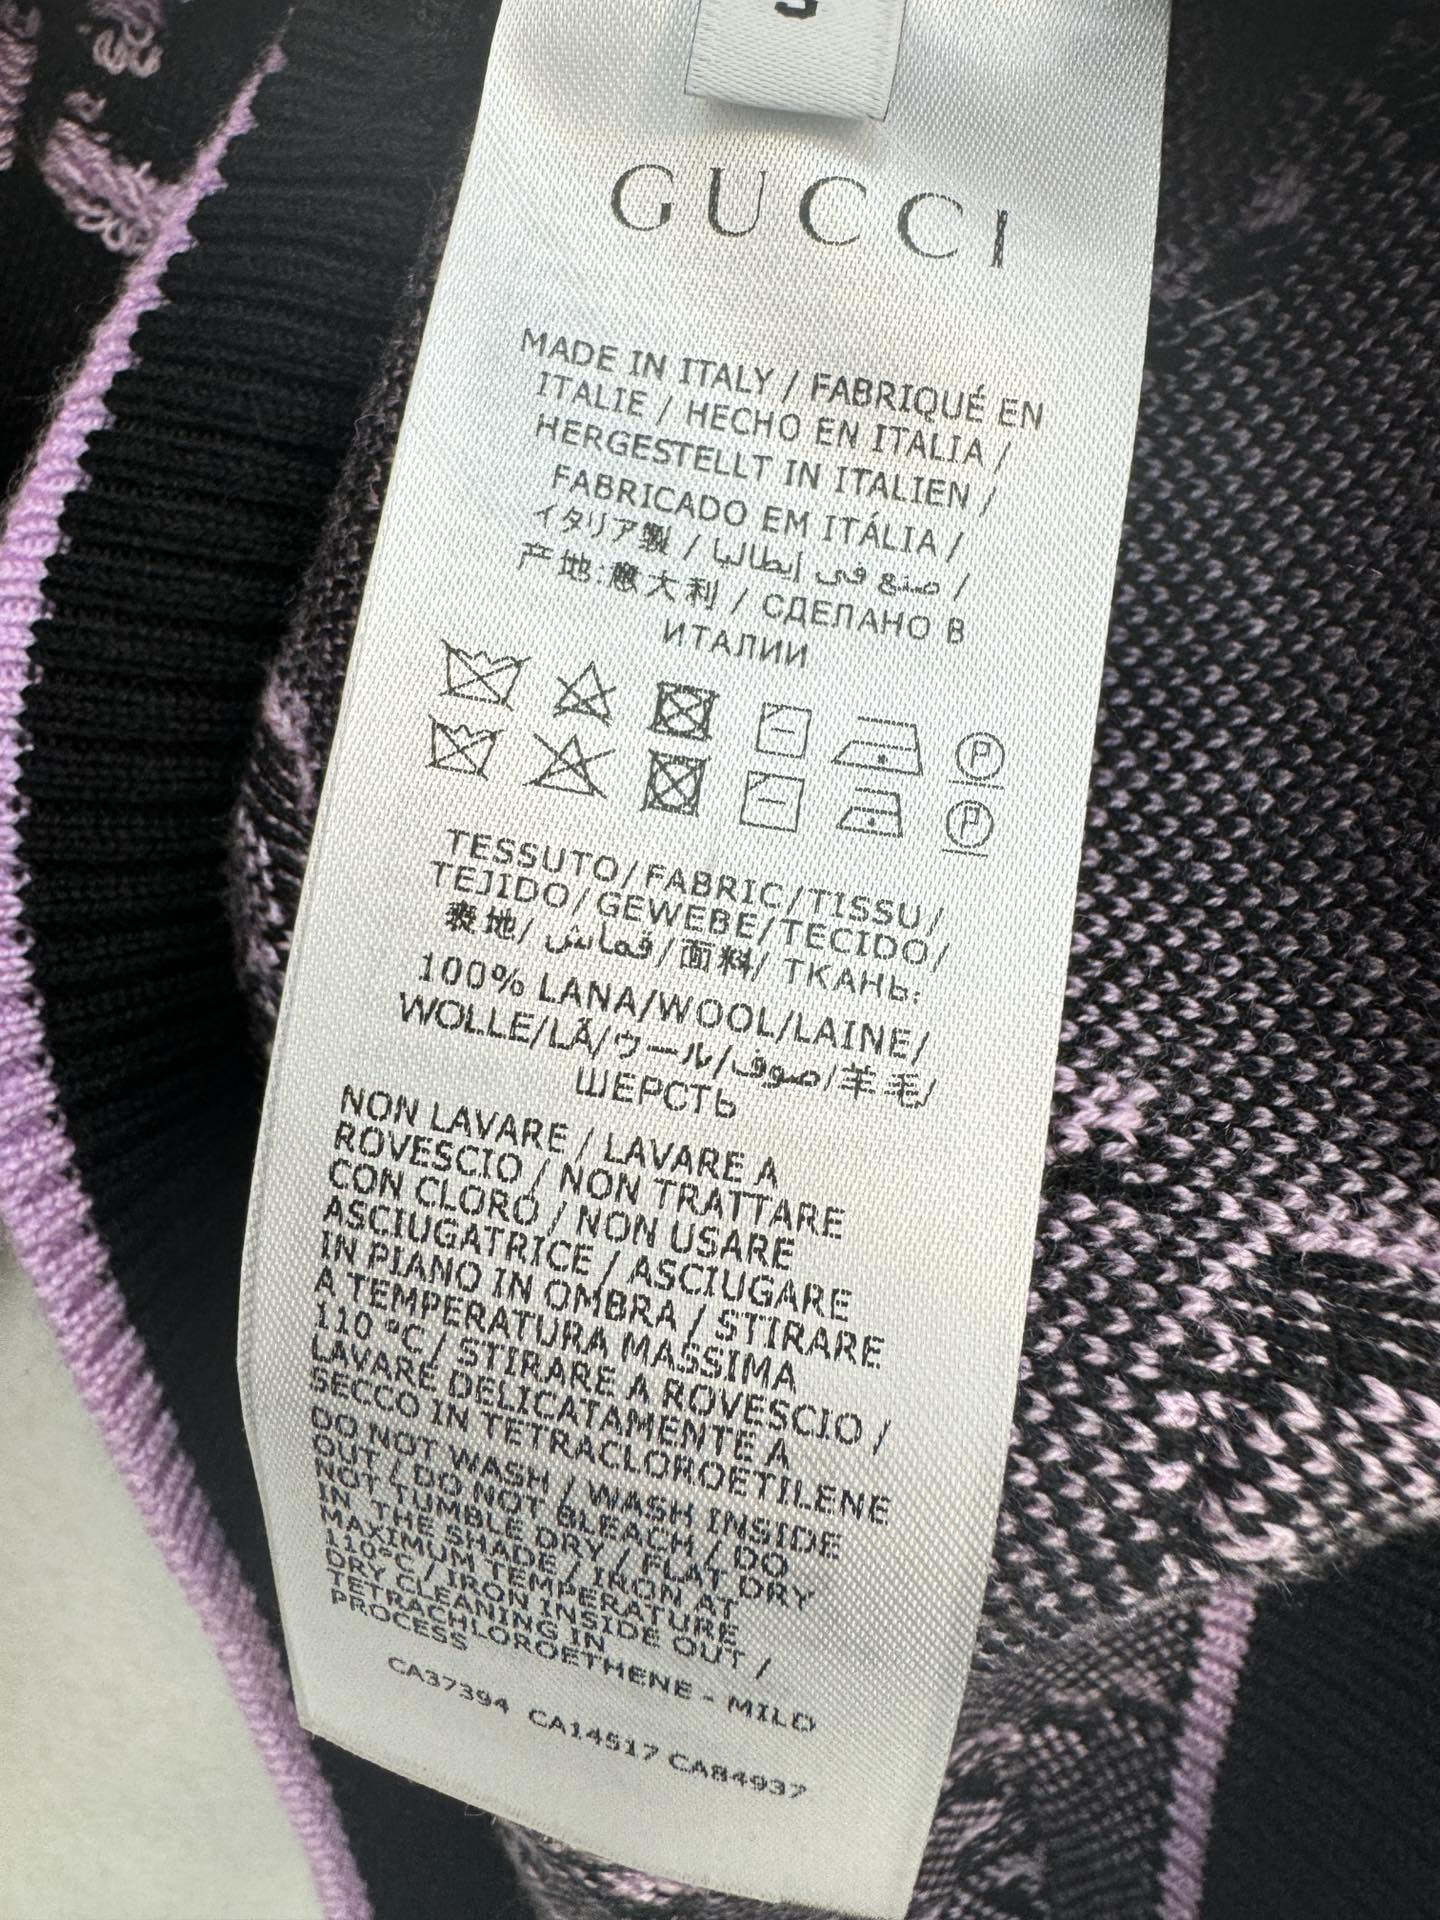 GUCCI
MADE IN ITALY / FABRIQUÉ EN
ITALIE / HECHO EN ITALIA /
HERGESTELLT IN ITALIEN /
FABRICADO EM ITÁLIA /
イタリア製 / صنع في إيطاليا /
产地:意大利 / СДЕЛАНО В
ИТАЛИИ
P
P
TESSUTO/FABRIC/TISSU/
TEJIDO/GEWEBE/TECIDO/
表地/ قماش/面料/ ТКАНЬ:
100% LANA/WOOL/LAINE/
WOLLE/LÃ/ウール/صوف/羊毛/
ШЕРСТЬ
NON LAVARE / LAVARE A
ROVESCIO / NON TRATTARE
CON CLORO / NON USARE
ASCIUGATRICE / ASCIUGARE
IN PIANO IN OMBRA / STIRARE
A TEMPERATURA MASSIMA
110 °C / STIRARE A ROVESCIO /
LAVARE DELICATAMENTE A
SECCO IN TETRACLOROETILENE
DO NOT WASH / WASH INSIDE
OUT / DO NOT BLEACH / DO
NOT TUMBLE DRY / FLAT DRY
IN THE SHADE / IRON AT
MAXIMUM TEMPERATURE
110°C / IRON INSIDE OUT /
DRY CLEANING IN
TETRACHLOROETHENE - MILD
PROCESS
CA37394 CA14517 CA84937